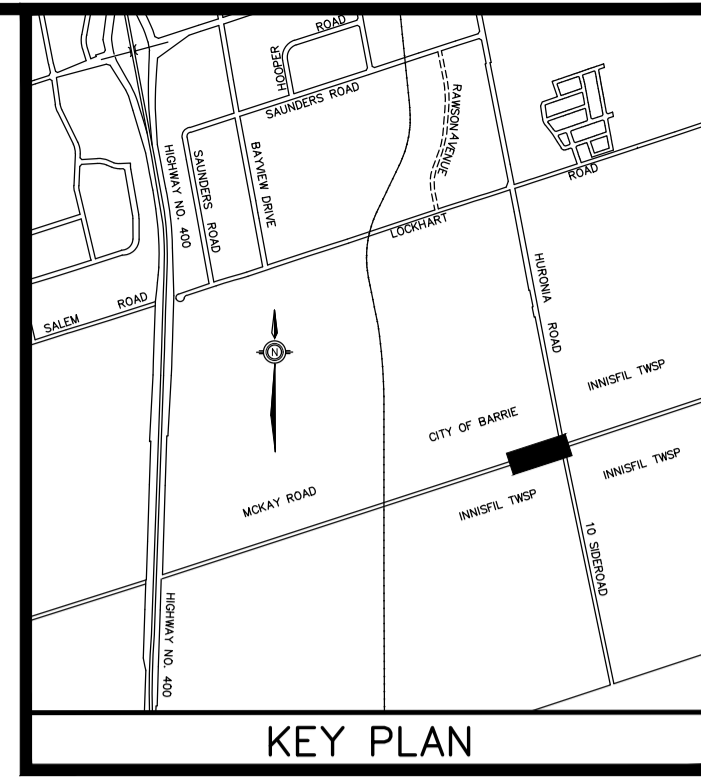 ROAD
HOOPER
SAUNDERS ROAD
RAWSON AVENUE
HIGHWAY NO. 400
SAUNDERS ROAD
BAYVIEW DRIVE
ROAD
LOCKHART
SALEM ROAD
N
HURONIA ROAD
INNISFIL TWSP
CITY OF BARRIE
INNISFIL TWSP
MCKAY ROAD
INNISFIL TWSP
10 SIDEROAD
HIGHWAY NO. 400
KEY PLAN